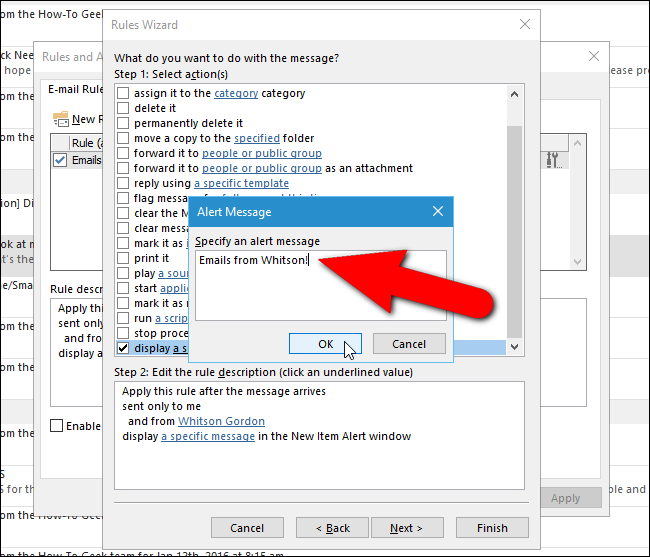 om the How-To Geek
Rules Wizard
What do you want to do with the message?
Step 1: Select action(s)
assign it to the category category
delete it
permanently delete it
move a copy to the specified folder
forward it to people or public group
forward it to people or public group as an attachment
reply using a specific template
flag message
clear the M
clear messa
mark it as
print it
play a sou
start applic
mark it as r
run a scrip
stop proce
display a s
Alert Message
Specify an alert message
Emails from Whitson!
OK
Cancel
Step 2: Edit the rule description (click an underlined value)
Apply this rule after the message arrives
sent only to me
and from Whitson Gordon
display a specific message in the New Item Alert window
Cancel
< Back
Next >
Finish
Rules and A
E-mail Rule
New R
Rule (a
Emails
Rule descr
Apply this
sent only
and fro
display a
Enable
Apply
ck Nee
hope
ease pre
om the
om the
ion] Di
ok at m
t's the
e/Sma
om the
om the
om the
S
S for th
ble and
om the How-To Geek
om the How-To Geek team for Jan 12th, 2016 at 8:15 am